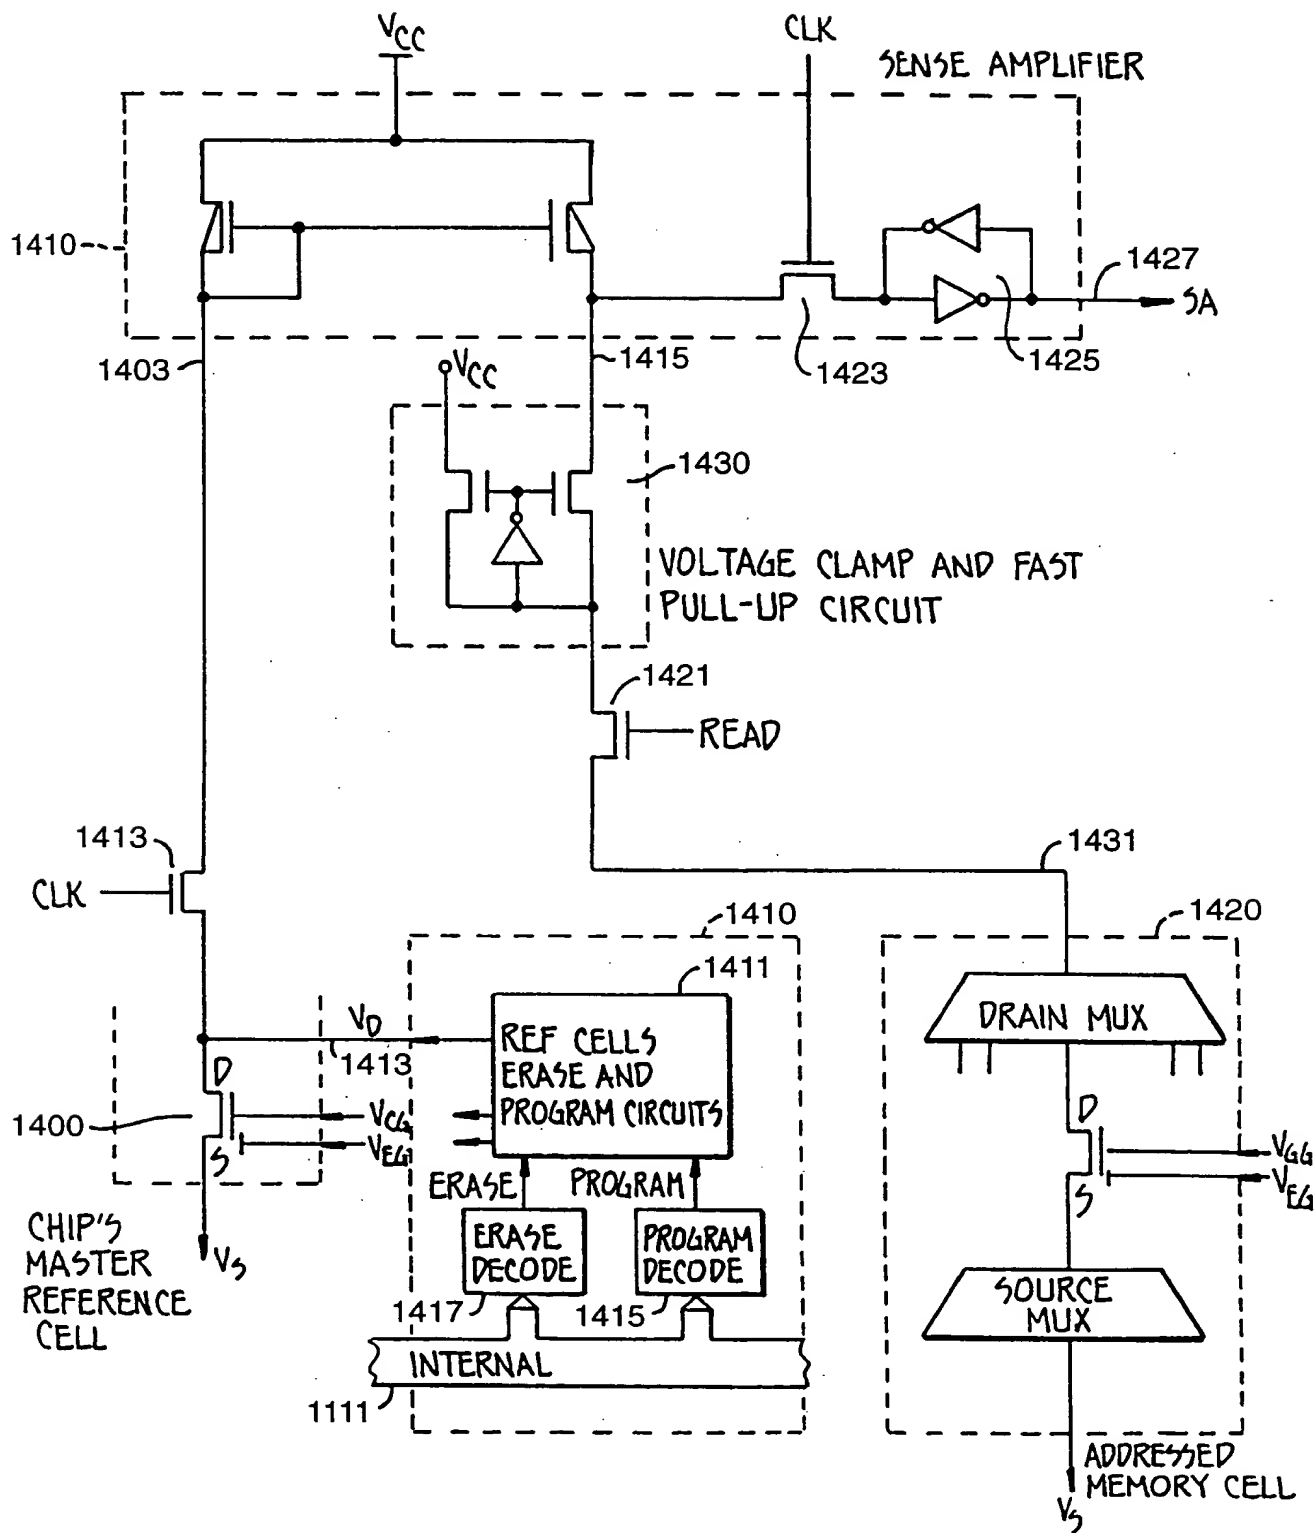 VCC
CLK
SENSE AMPLIFIER
1410
1427
SA
1403
1415
1423
1425
VCC
1430
VOLTAGE CLAMP AND FAST
PULL-UP CIRCUIT
1421
READ
1413
CLK
1431
1410
1420
1411
VD
1413
REF CELLS
ERASE AND
PROGRAM CIRCUITS
DRAIN MUX
D
1400
S
VCG
VEG
D
S
VGG
VEG
ERASE
PROGRAM
CHIP'S
MASTER
REFERENCE
CELL
VS
ERASE
DECODE
PROGRAM
DECODE
1417
1415
SOURCE
MUX
INTERNAL
1111
ADDRESSED
MEMORY CELL
VS